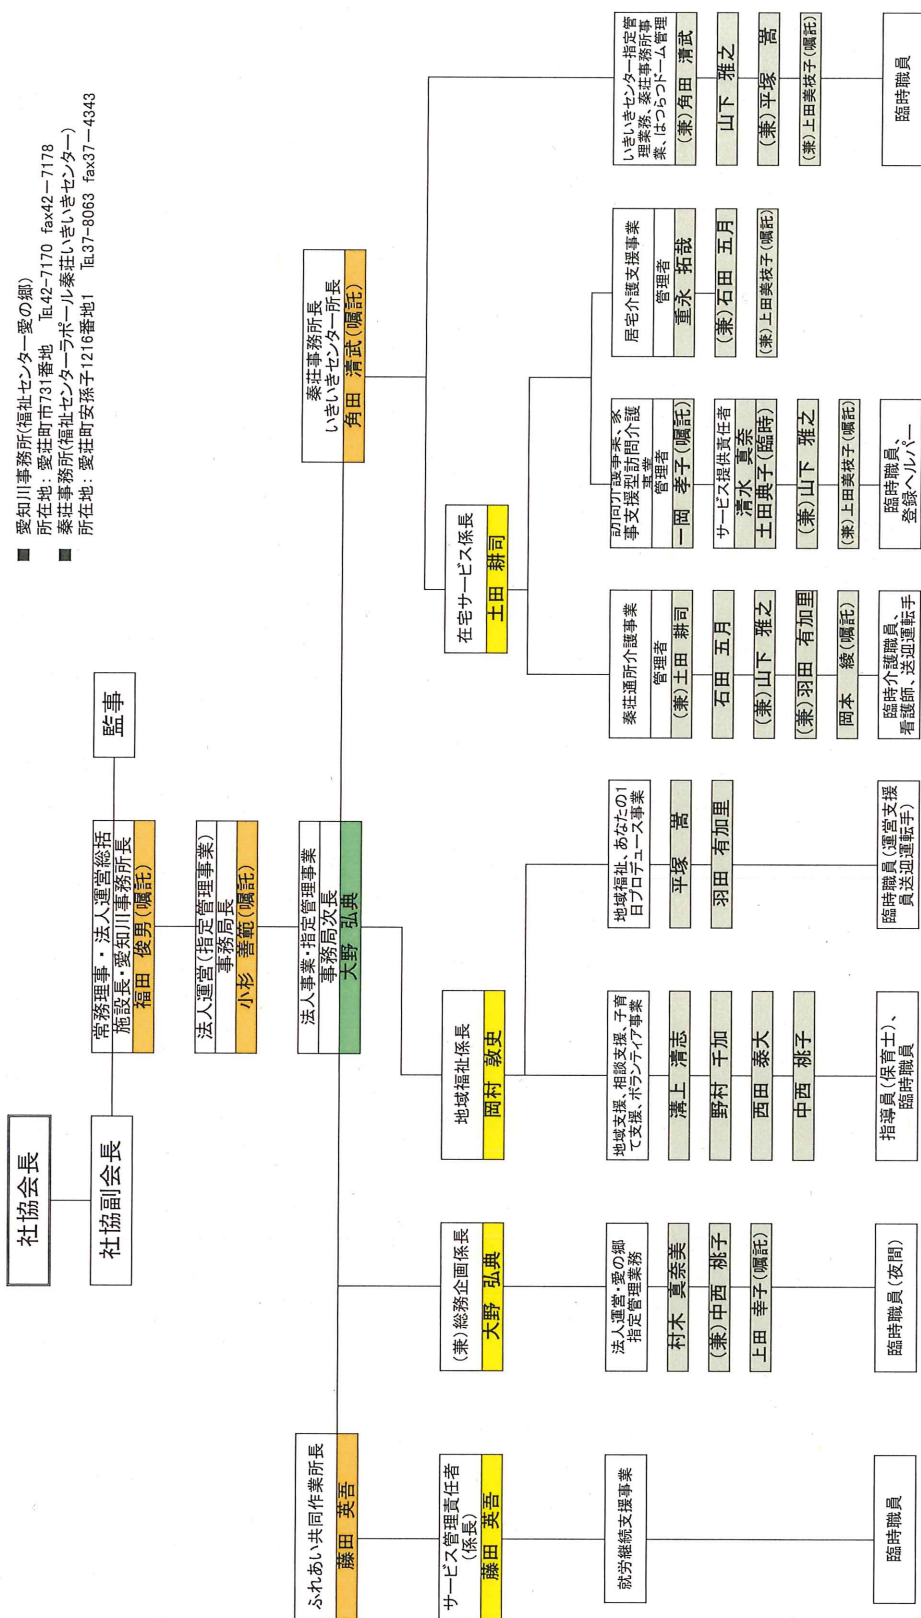 ■ 愛知川事務所(福祉センター愛の郷)
所在地：愛荘町市731番地　℡42-7170 fax42-7178
■ 秦荘事務所(福祉センターラポール秦荘いきいきセンター)
所在地：愛荘町安孫子1216番地1　℡37-8063 fax37-4343
社協会長
社協副会長
監事
常務理事・法人運営総括
施設長・愛知川事務所長
福田　俊男(嘱託)
法人運営(指定管理事業)
事務局長
小杉　善範(嘱託)
法人事業・指定管理事業
事務局次長
大野　弘典
ふれあい共同作業所長
藤田　英吾
秦荘事務所長
いきいきセンター所長
角田　清武(嘱託)
サービス管理責任者
(係長)
藤田　英吾
(兼)総務企画係長
大野　弘典
地域福祉係長
岡村　敦史
在宅サービス係長
土田　耕司
就労継続支援事業
臨時職員
法人運営・愛の郷
指定管理業務
村木　真奈美
(兼)中西　桃子
上田　幸子(嘱託)
臨時職員(夜間)
地域支援、相談支援、子育
て支援、ボランティア事業
溝上　清志
野村　千加
西田　泰大
中西　桃子
指導員(保育士)、
臨時職員
地域福祉、あなたの1
日プロデュース事業
平塚　嵩
羽田　有加里
臨時職員(運営支援
員送迎運転手)
秦荘通所介護事業
管理者
(兼)土田　耕司
石田　五月
(兼)山下　雅之
(兼)羽田　有加里
岡本　綾(嘱託)
臨時介護職員、
看護師、送迎運転手
訪問介護事業、家
事支援型訪問介護
事業
管理者
一岡　孝子(嘱託)
サービス提供責任者
清水　真奈
土田典子(臨時)
(兼)山下　雅之
(兼)上田美枝子(嘱託)
臨時職員、
登録ヘルパー
居宅介護支援事業
管理者
重永　拓哉
(兼)石田　五月
(兼)上田美枝子(嘱託)
いきいきセンター指定管
理業務、秦荘事務所事
業、はつらつドーム管理
(兼)角田　清武
山下　雅之
(兼)平塚　嵩
(兼)上田美枝子(嘱託)
臨時職員